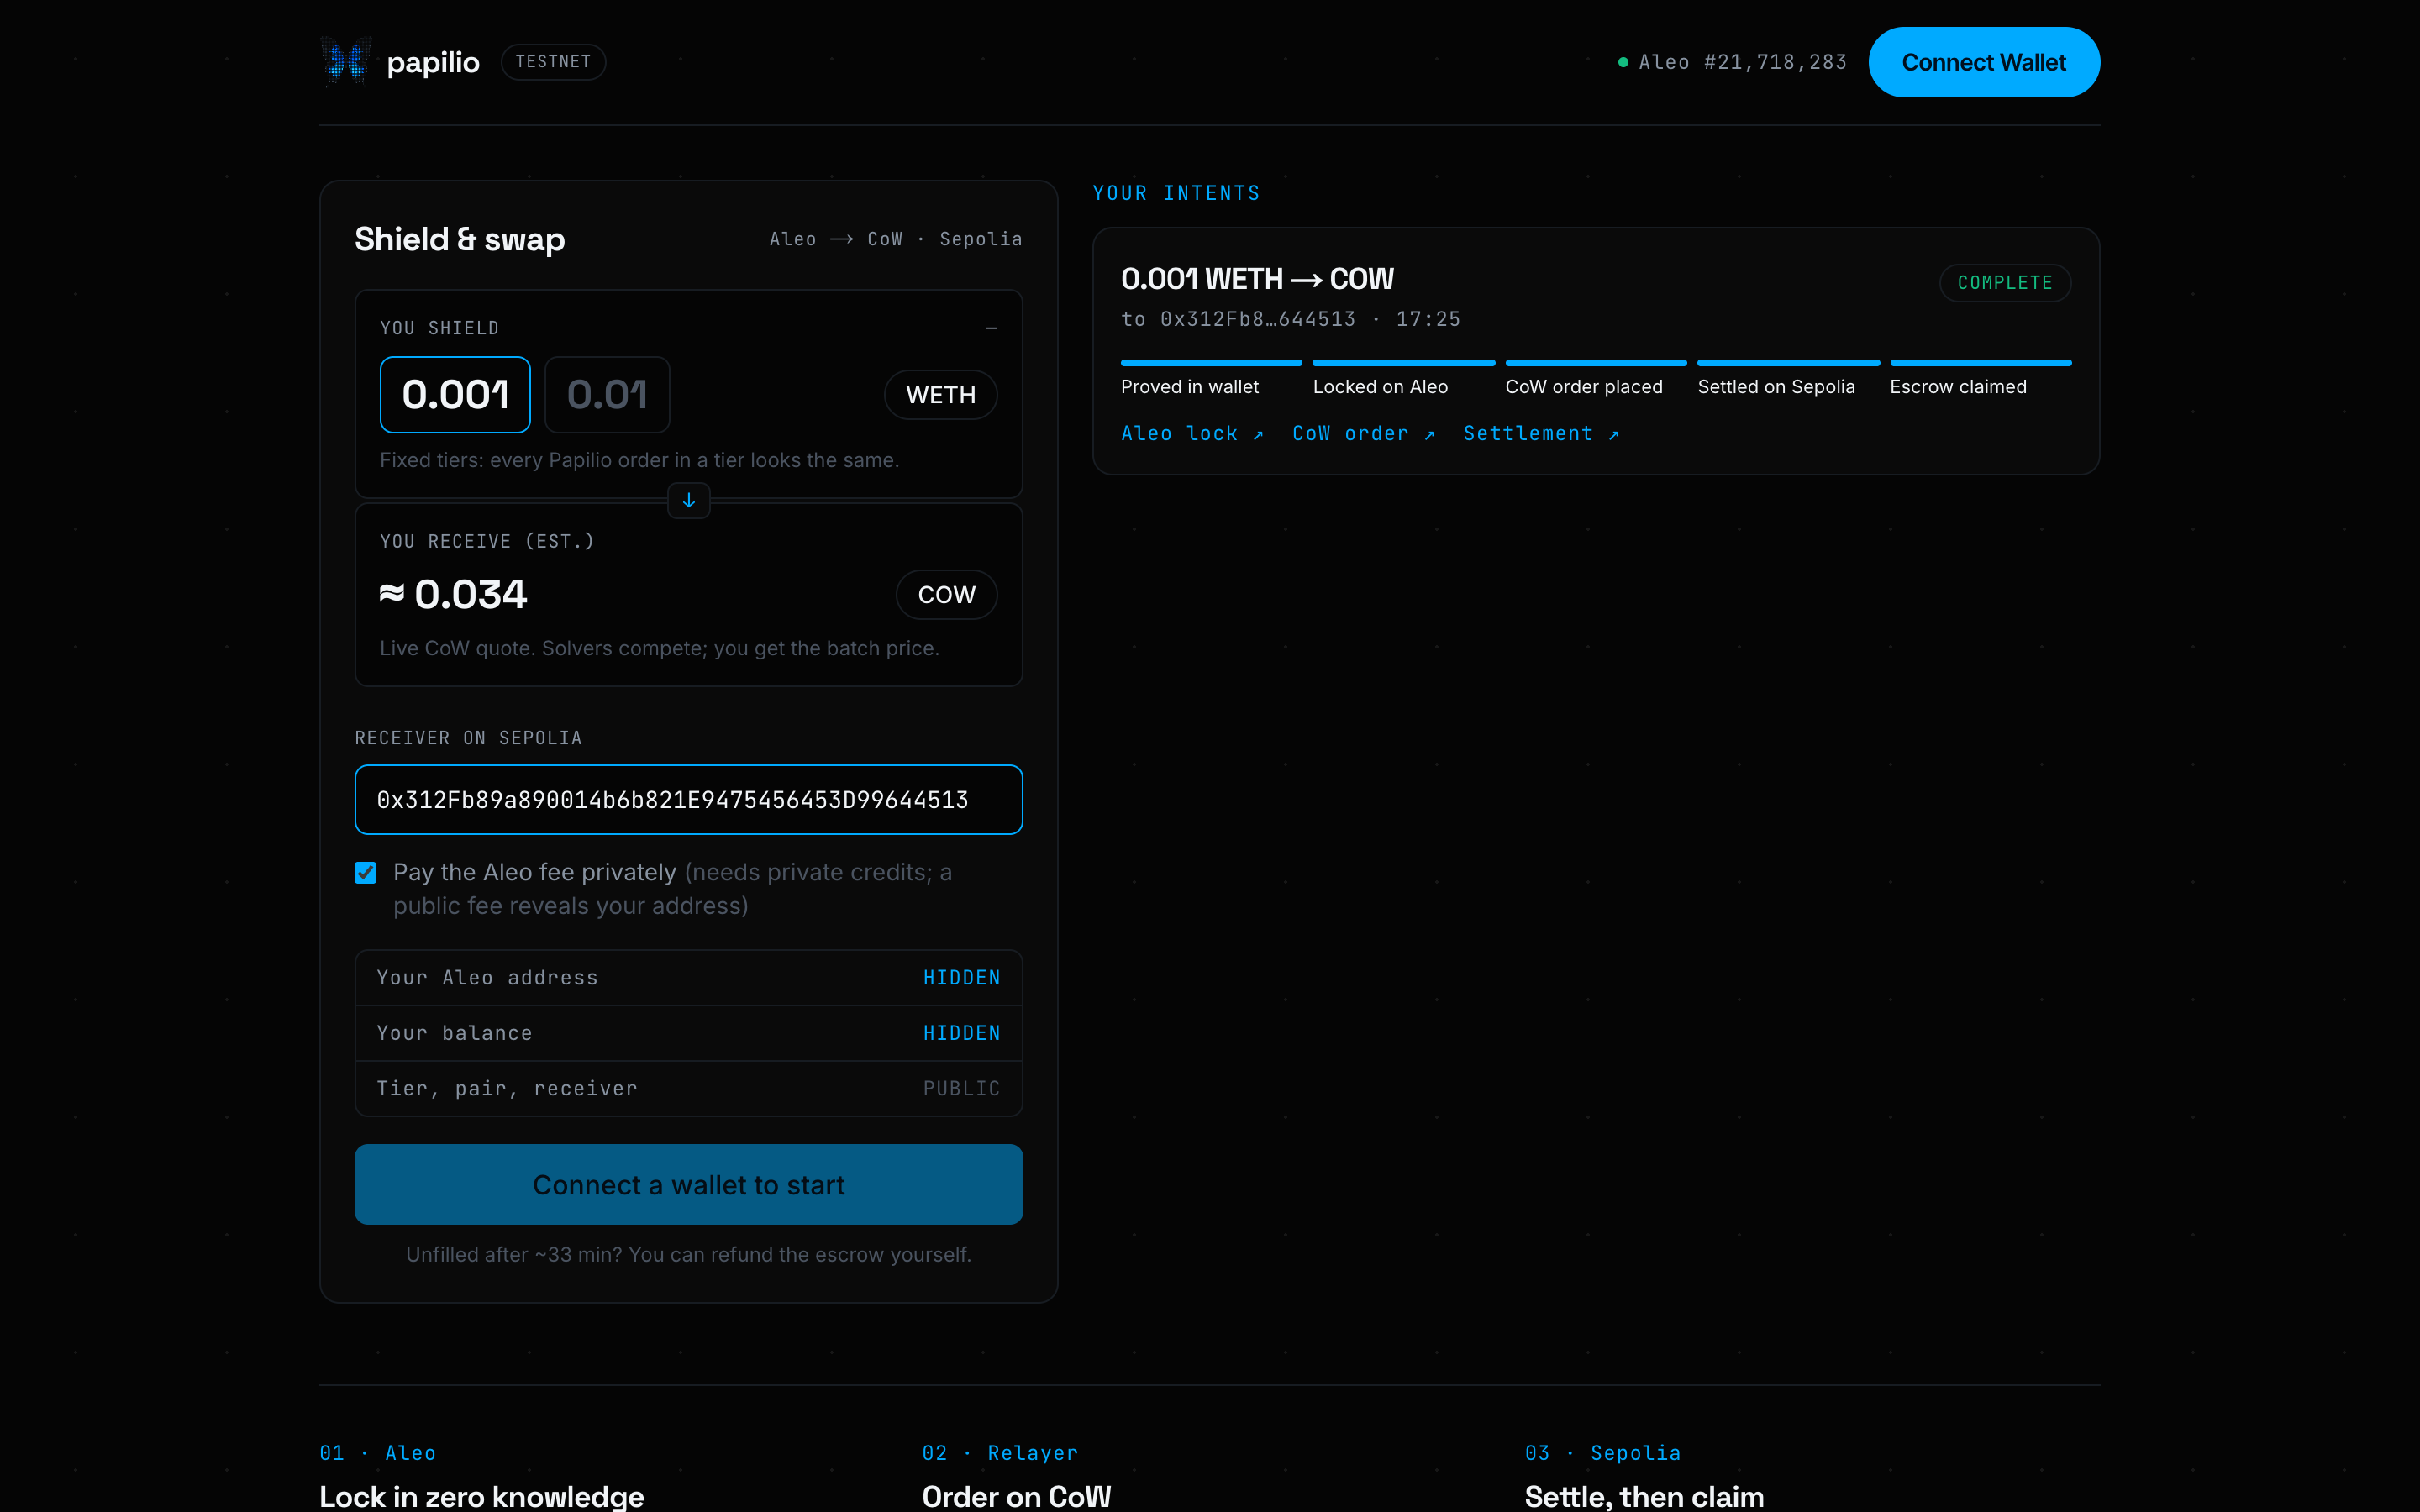 papilio
TESTNET
Aleo #21,718,283
Connect Wallet
Shield & swap
Aleo → CoW · Sepolia
YOU SHIELD
—
0.001
0.01
WETH
Fixed tiers: every Papilio order in a tier looks the same.
↓
YOU RECEIVE (EST.)
≈ 0.034
COW
Live CoW quote. Solvers compete; you get the batch price.
RECEIVER ON SEPOLIA
0x312Fb89a890014b6b821E9475456453D99644513
Pay the Aleo fee privately (needs private credits; a
public fee reveals your address)
Your Aleo address HIDDEN
Your balance HIDDEN
Tier, pair, receiver PUBLIC
Connect a wallet to start
Unfilled after ~33 min? You can refund the escrow yourself.
YOUR INTENTS
0.001 WETH → COW
COMPLETE
to 0x312Fb8…644513 · 17:25
Proved in wallet
Locked on Aleo
CoW order placed
Settled on Sepolia
Escrow claimed
Aleo lock ↗ CoW order ↗ Settlement ↗
01 · Aleo
Lock in zero knowledge
02 · Relayer
Order on CoW
03 · Sepolia
Settle, then claim